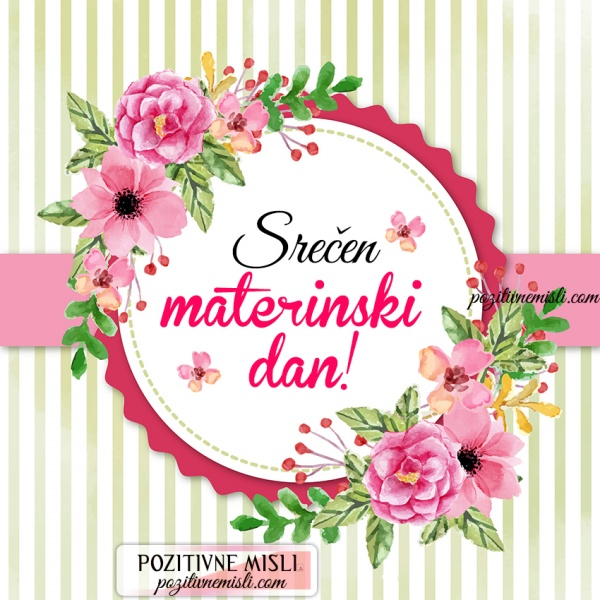 Srečen
materinski
dan!
pozitivnemisli.com
POZITIVNE MISLI
pozitivnemisli.com